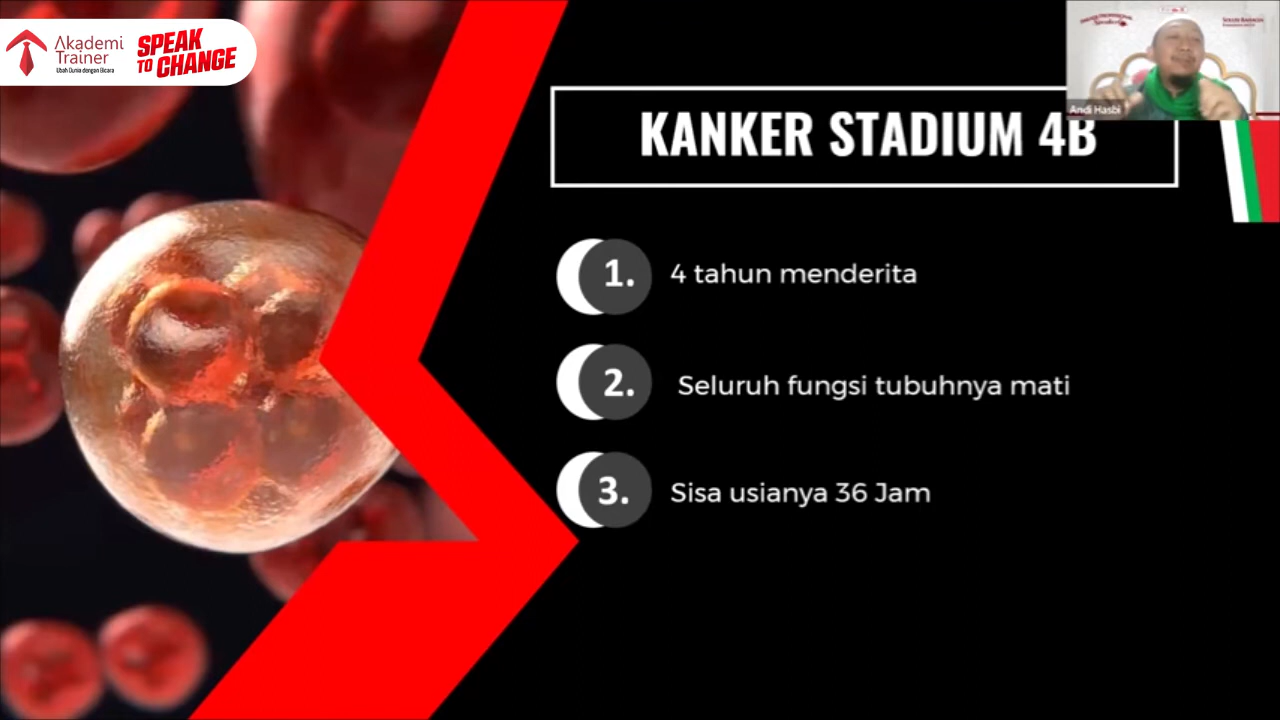 Akademi
Trainer
Ubah Dunia dengan Bicara
SPEAK
TO CHANGE
Andi Hasbi
KANKER STADIUM 4B
1. 4 tahun menderita
2. Seluruh fungsi tubuhnya mati
3. Sisa usianya 36 Jam